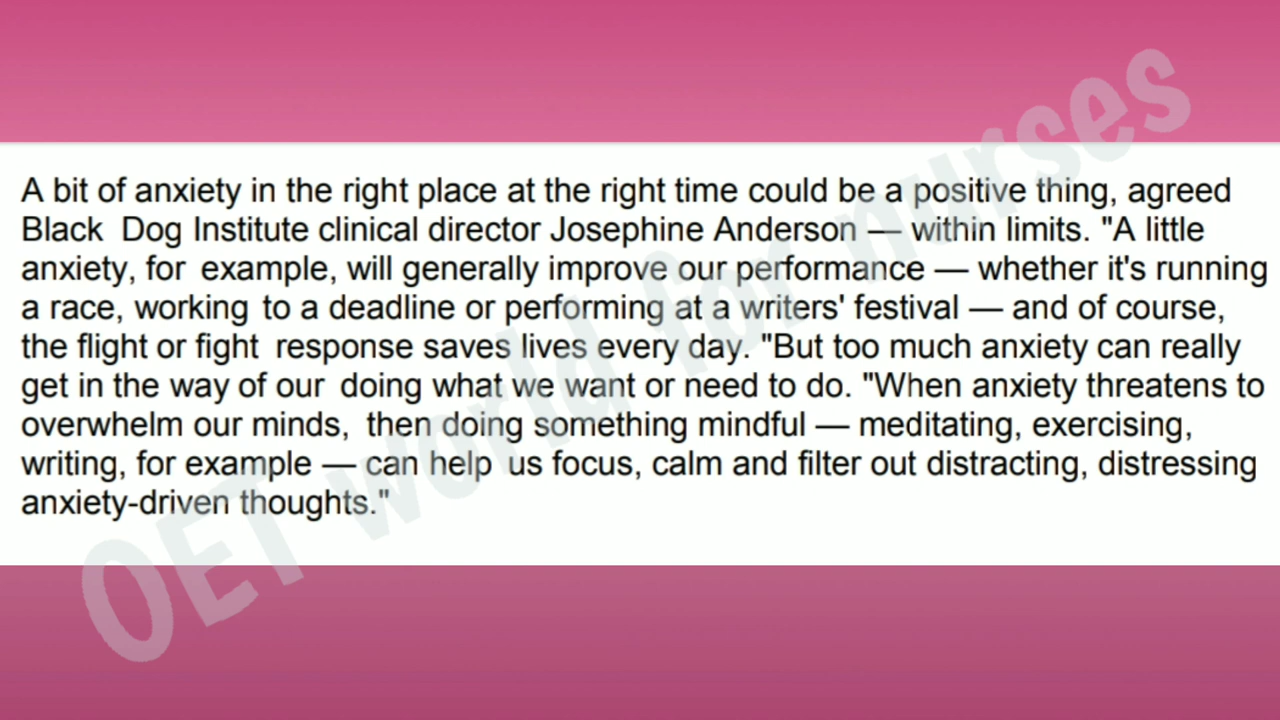 A bit of anxiety in the right place at the right time could be a positive thing, agreed
Black Dog Institute clinical director Josephine Anderson — within limits. "A little
anxiety, for example, will generally improve our performance — whether it's running
a race, working to a deadline or performing at a writers' festival — and of course,
the flight or fight response saves lives every day. "But too much anxiety can really
get in the way of our doing what we want or need to do. "When anxiety threatens to
overwhelm our minds, then doing something mindful — meditating, exercising,
writing, for example — can help us focus, calm and filter out distracting, distressing
anxiety-driven thoughts."
OET world for nurses